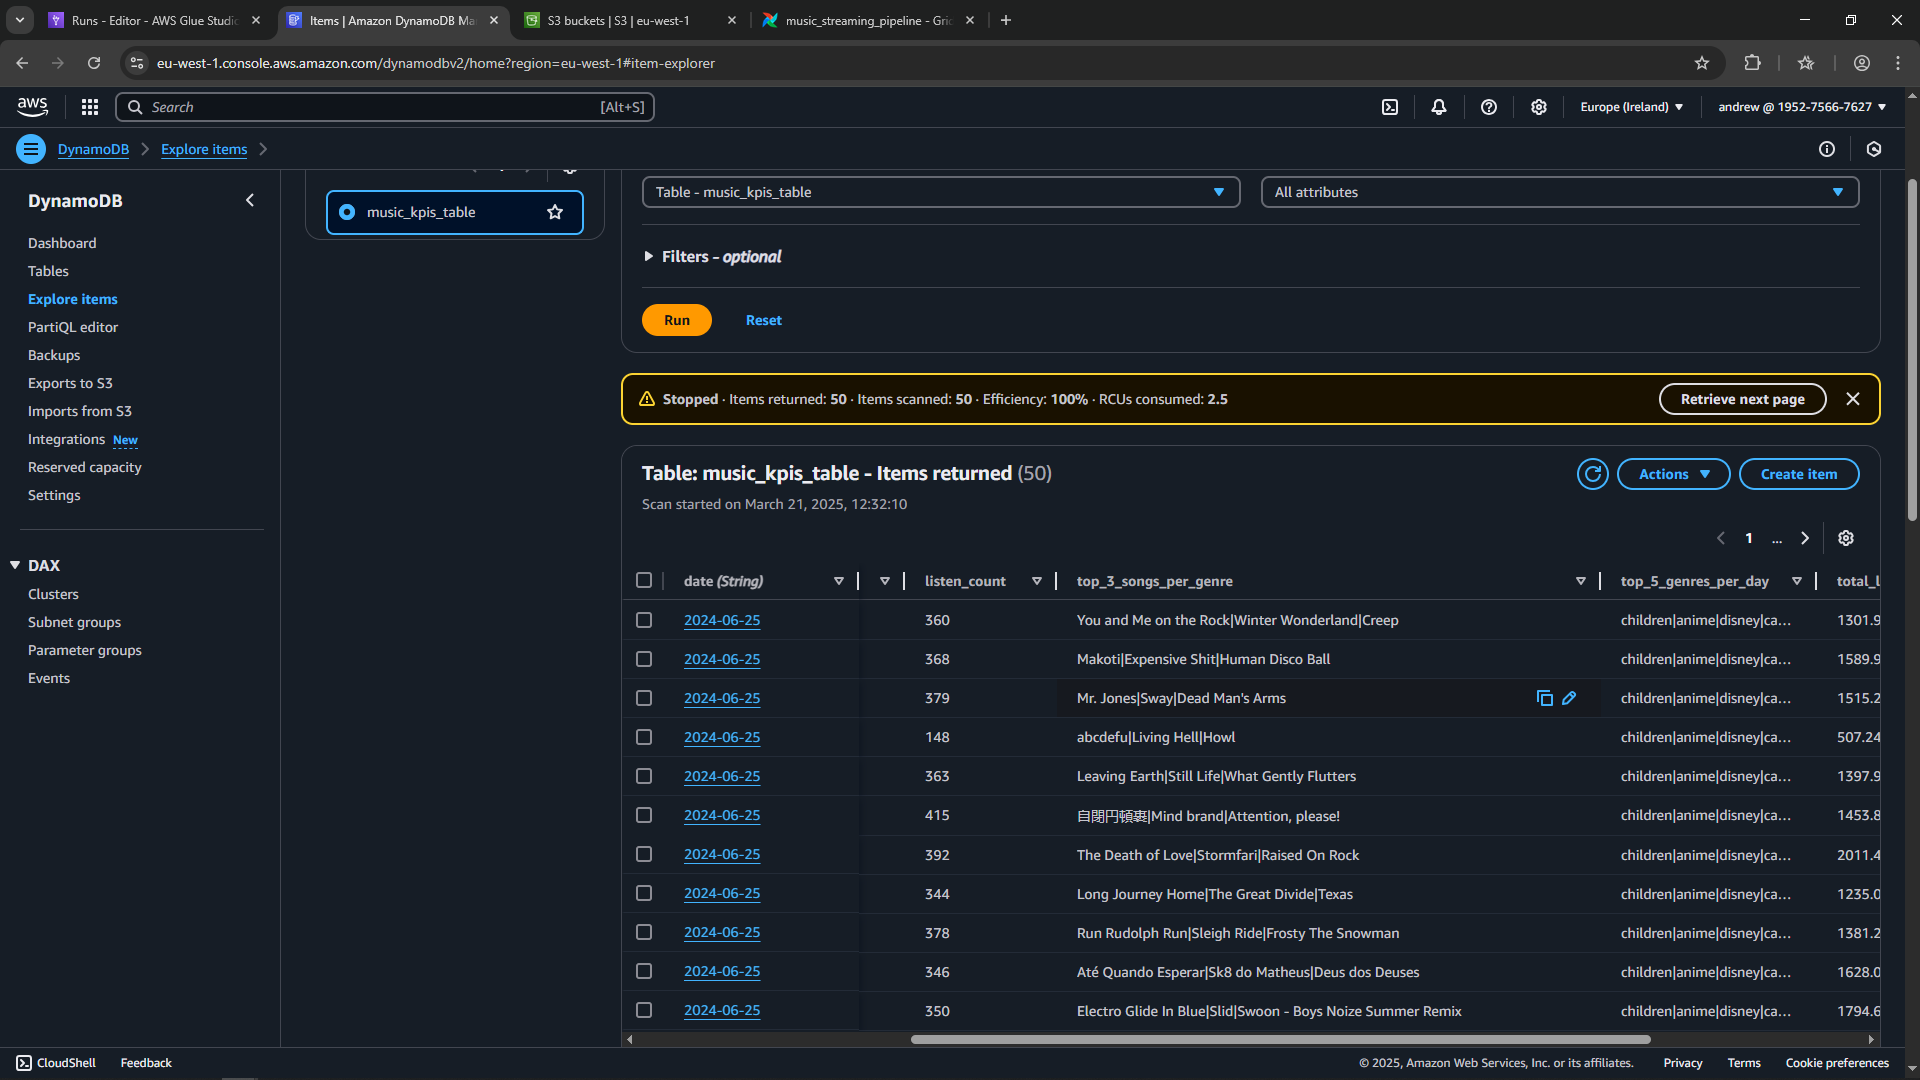 Runs - Editor - AWS Glue Studio
Items | Amazon DynamoDB Ma
S3 buckets | S3 | eu-west-1
music_streaming_pipeline - Grid
eu-west-1.console.aws.amazon.com/dynamodbv2/home?region=eu-west-1#item-explorer
aws
Search
[Alt+S]
Europe (Ireland)
andrew @ 1952-7566-7627
DynamoDB
Explore items
DynamoDB
Dashboard
Tables
Explore items
PartiQL editor
Backups
Exports to S3
Imports from S3
Integrations New
Reserved capacity
Settings
DAX
Clusters
Subnet groups
Parameter groups
Events
music_kpis_table
Table - music_kpis_table
All attributes
Filters - optional
Run
Reset
Stopped · Items returned: 50 · Items scanned: 50 · Efficiency: 100% · RCUs consumed: 2.5
Retrieve next page
Table: music_kpis_table - Items returned (50)
Scan started on March 21, 2025, 12:32:10
Actions
Create item
1 ...
date (String) listen_count top_3_songs_per_genre top_5_genres_per_day total_l
2024-06-25 360 You and Me on the Rock|Winter Wonderland|Creep children|anime|disney|ca... 1301.9
2024-06-25 368 Makoti|Expensive Shit|Human Disco Ball children|anime|disney|ca... 1589.9
2024-06-25 379 Mr. Jones|Sway|Dead Man's Arms children|anime|disney|ca... 1515.2
2024-06-25 148 abcdefu|Living Hell|Howl children|anime|disney|ca... 507.24
2024-06-25 363 Leaving Earth|Still Life|What Gently Flutters children|anime|disney|ca... 1397.9
2024-06-25 415 自閉円頓裹|Mind brand|Attention, please! children|anime|disney|ca... 1453.8
2024-06-25 392 The Death of Love|Stormfari|Raised On Rock children|anime|disney|ca... 2011.4
2024-06-25 344 Long Journey Home|The Great Divide|Texas children|anime|disney|ca... 1235.0
2024-06-25 378 Run Rudolph Run|Sleigh Ride|Frosty The Snowman children|anime|disney|ca... 1381.2
2024-06-25 346 Até Quando Esperar|Sk8 do Matheus|Deus dos Deuses children|anime|disney|ca... 1628.0
2024-06-25 350 Electro Glide In Blue|Slid|Swoon - Boys Noize Summer Remix children|anime|disney|ca... 1794.6
CloudShell
Feedback
© 2025, Amazon Web Services, Inc. or its affiliates.
Privacy
Terms
Cookie preferences